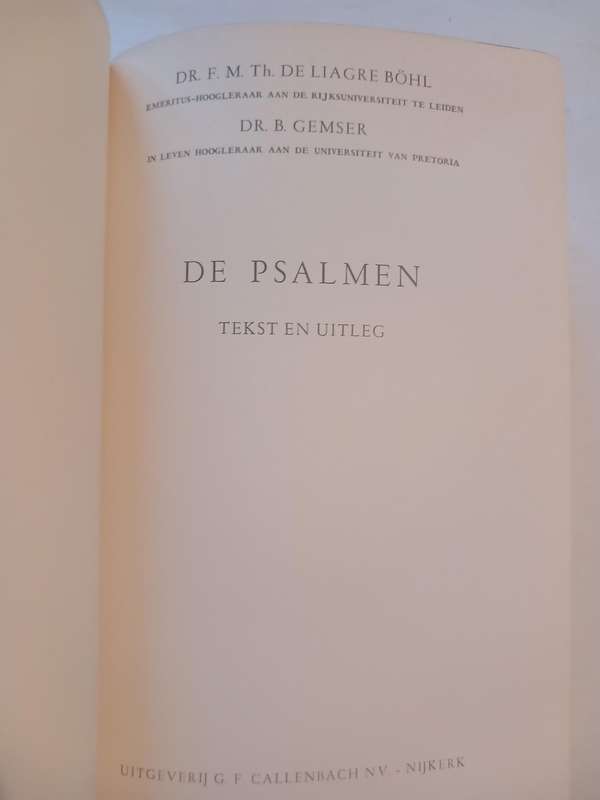 DR. F. M. Th. DE LIAGRE BÖHL
EMERITUS-HOOGLERAAR AAN DE RIJKSUNIVERSITEIT TE LEIDEN
DR. B. GEMSER
IN LEVEN HOOGLERAAR AAN DE UNIVERSITEIT VAN PRETORIA
DE PSALMEN
TEKST EN UITLEG
UITGEVERIJ G. F. CALLENBACH N.V. - NIJKERK